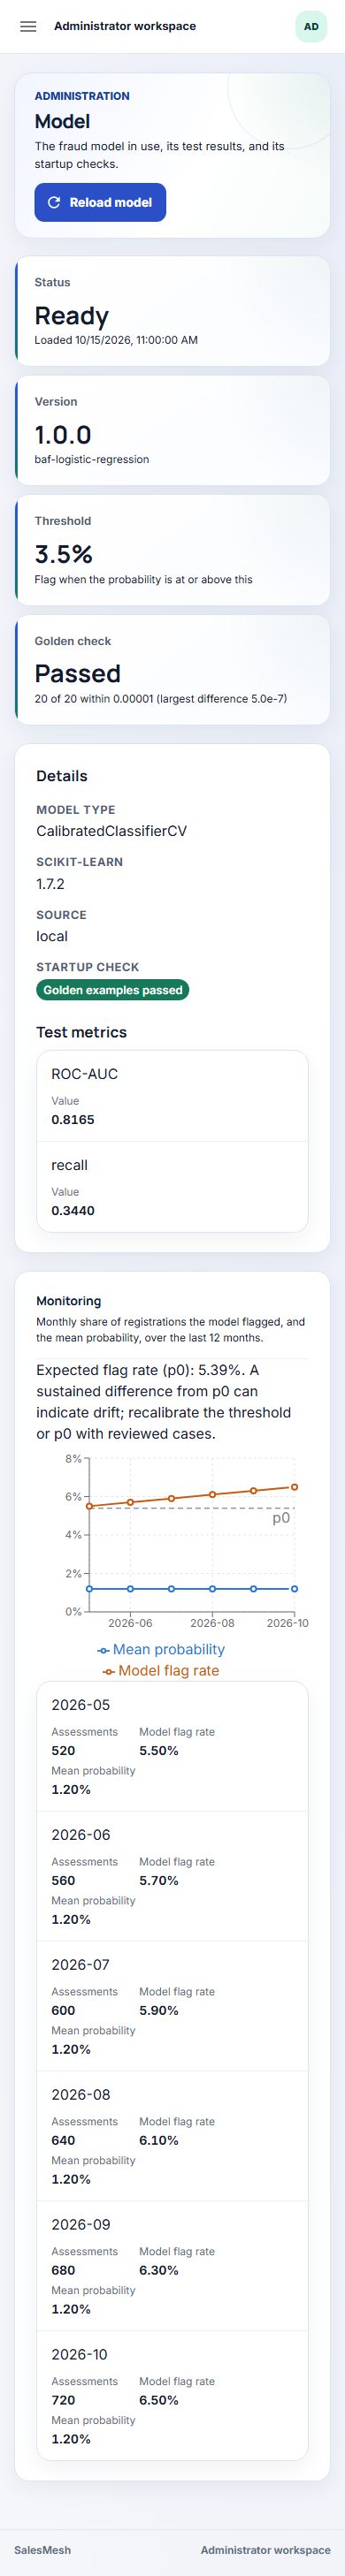 Administrator workspace
AD
ADMINISTRATION
Model
The fraud model in use, its test results, and its
startup checks.
Reload model
Status
Ready
Loaded 10/15/2026, 11:00:00 AM
Version
1.0.0
baf-logistic-regression
Threshold
3.5%
Flag when the probability is at or above this
Golden check
Passed
20 of 20 within 0.00001 (largest difference 5.0e-7)
Details
MODEL TYPE
CalibratedClassifierCV
SCIKIT-LEARN
1.7.2
SOURCE
local
STARTUP CHECK
Golden examples passed
Test metrics
ROC-AUC
Value
0.8165
recall
Value
0.3440
Monitoring
Monthly share of registrations the model flagged, and
the mean probability, over the last 12 months.
Expected flag rate (p0): 5.39%. A
sustained difference from p0 can
indicate drift; recalibrate the threshold
or p0 with reviewed cases.
8%
6%
p0
4%
2%
0%
2026-06 2026-08 2026-10
Mean probability
Model flag rate
2026-05
Assessments Model flag rate
520 5.50%
Mean probability
1.20%
2026-06
Assessments Model flag rate
560 5.70%
Mean probability
1.20%
2026-07
Assessments Model flag rate
600 5.90%
Mean probability
1.20%
2026-08
Assessments Model flag rate
640 6.10%
Mean probability
1.20%
2026-09
Assessments Model flag rate
680 6.30%
Mean probability
1.20%
2026-10
Assessments Model flag rate
720 6.50%
Mean probability
1.20%
SalesMesh Administrator workspace